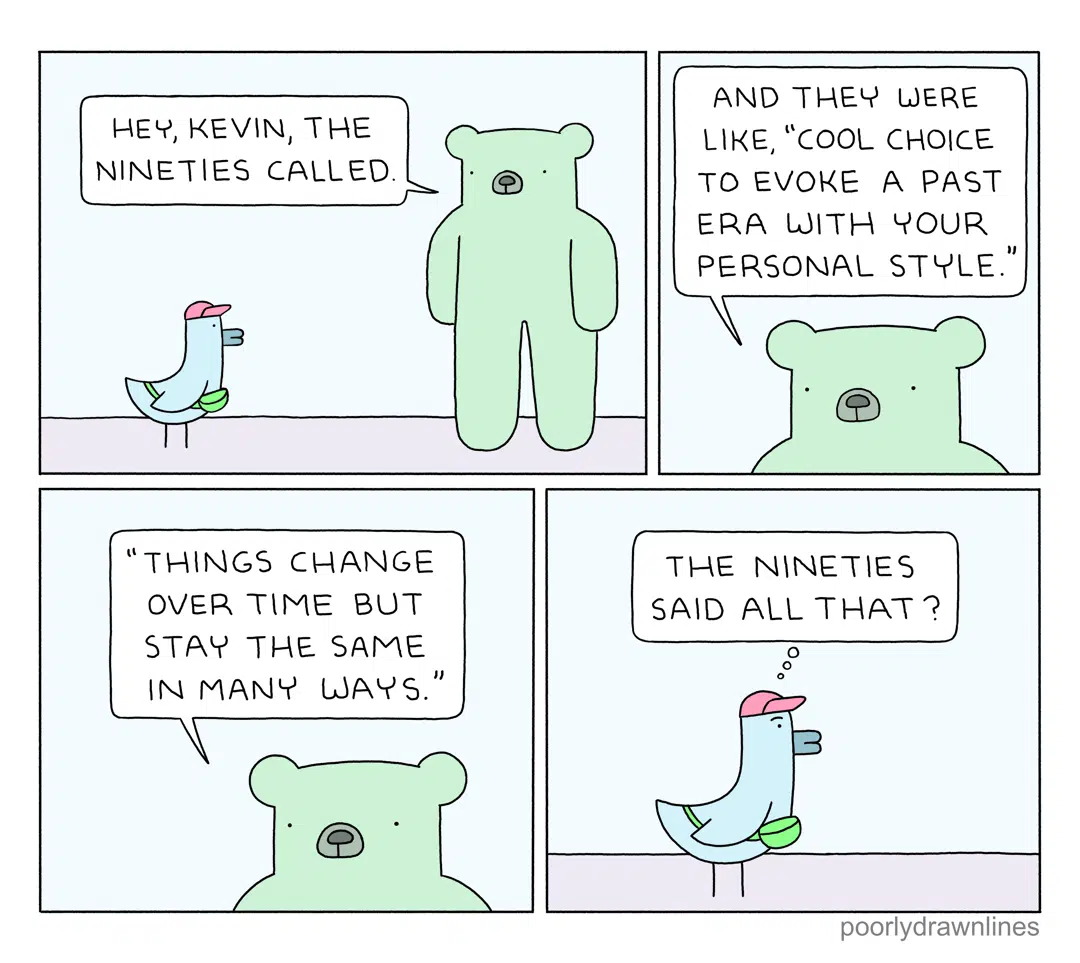 HEY, KEVIN, THE
NINETIES CALLED.
AND THEY WERE
LIKE, "COOL CHOICE
TO EVOKE A PAST
ERA WITH YOUR
PERSONAL STYLE."
"THINGS CHANGE
OVER TIME BUT
STAY THE SAME
IN MANY WAYS."
THE NINETIES
SAID ALL THAT?
poorlydrawnlines